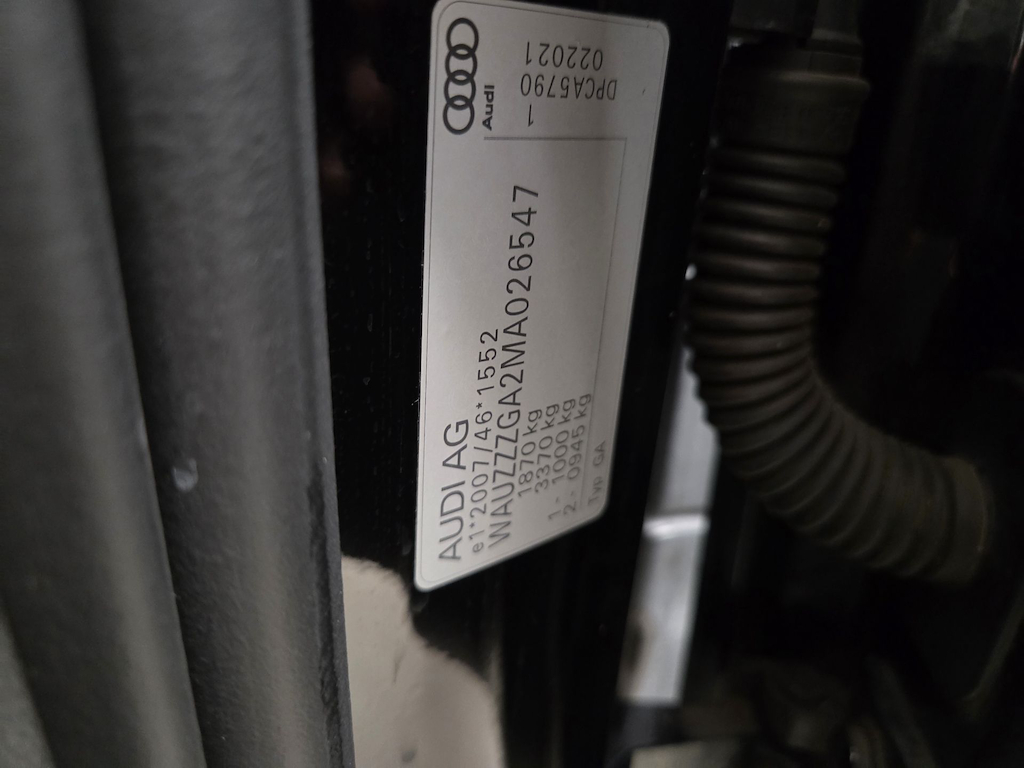 AUDI AG
e1*2007/46*1552
WAUZZZGA2MA026547
1870 kg
3370 kg
1- 1000 kg
2- 0945 kg
Typ GA
Audi
1
DPCA5790
022021